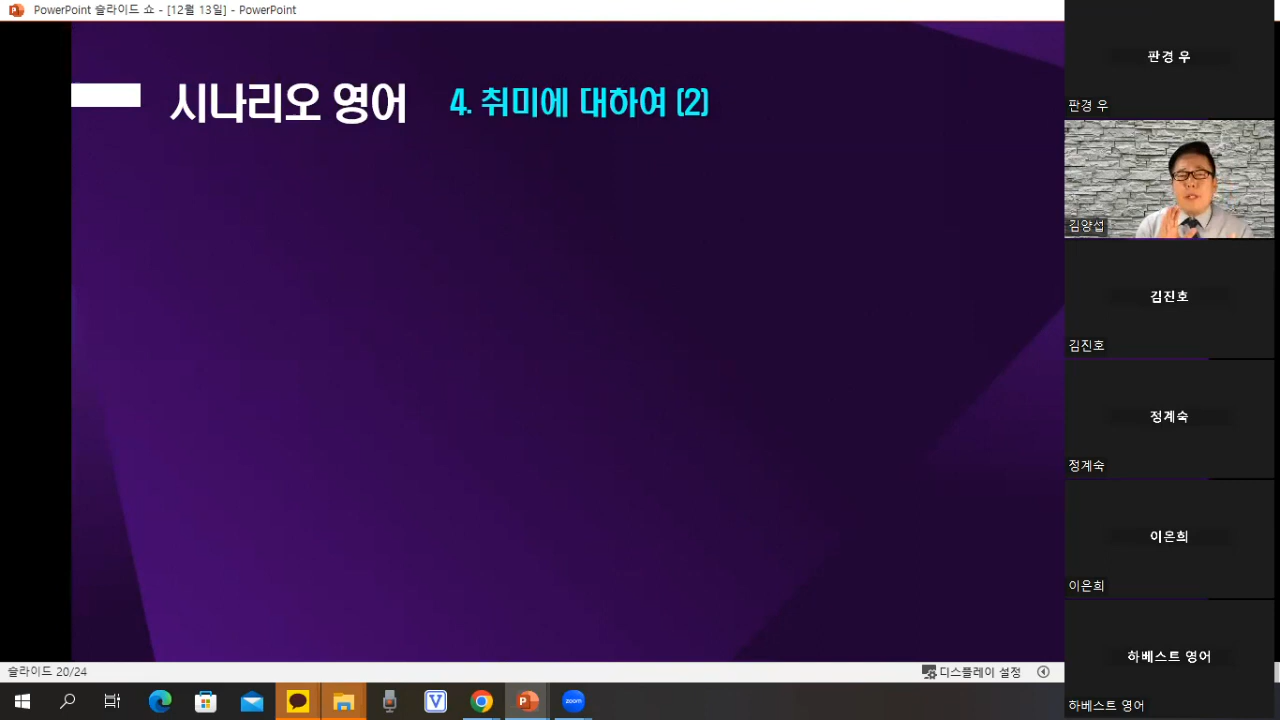 PowerPoint 슬라이드 쇼 - [12월 13일] - PowerPoint
시나리오 영어 4. 취미에 대하여 (2)
판경 우
판경 우
김양섭
김진호
김진호
정계숙
정계숙
이은희
이은희
하베스트 영어
하베스트 영어
슬라이드 20/24
디스플레이 설정
zoom